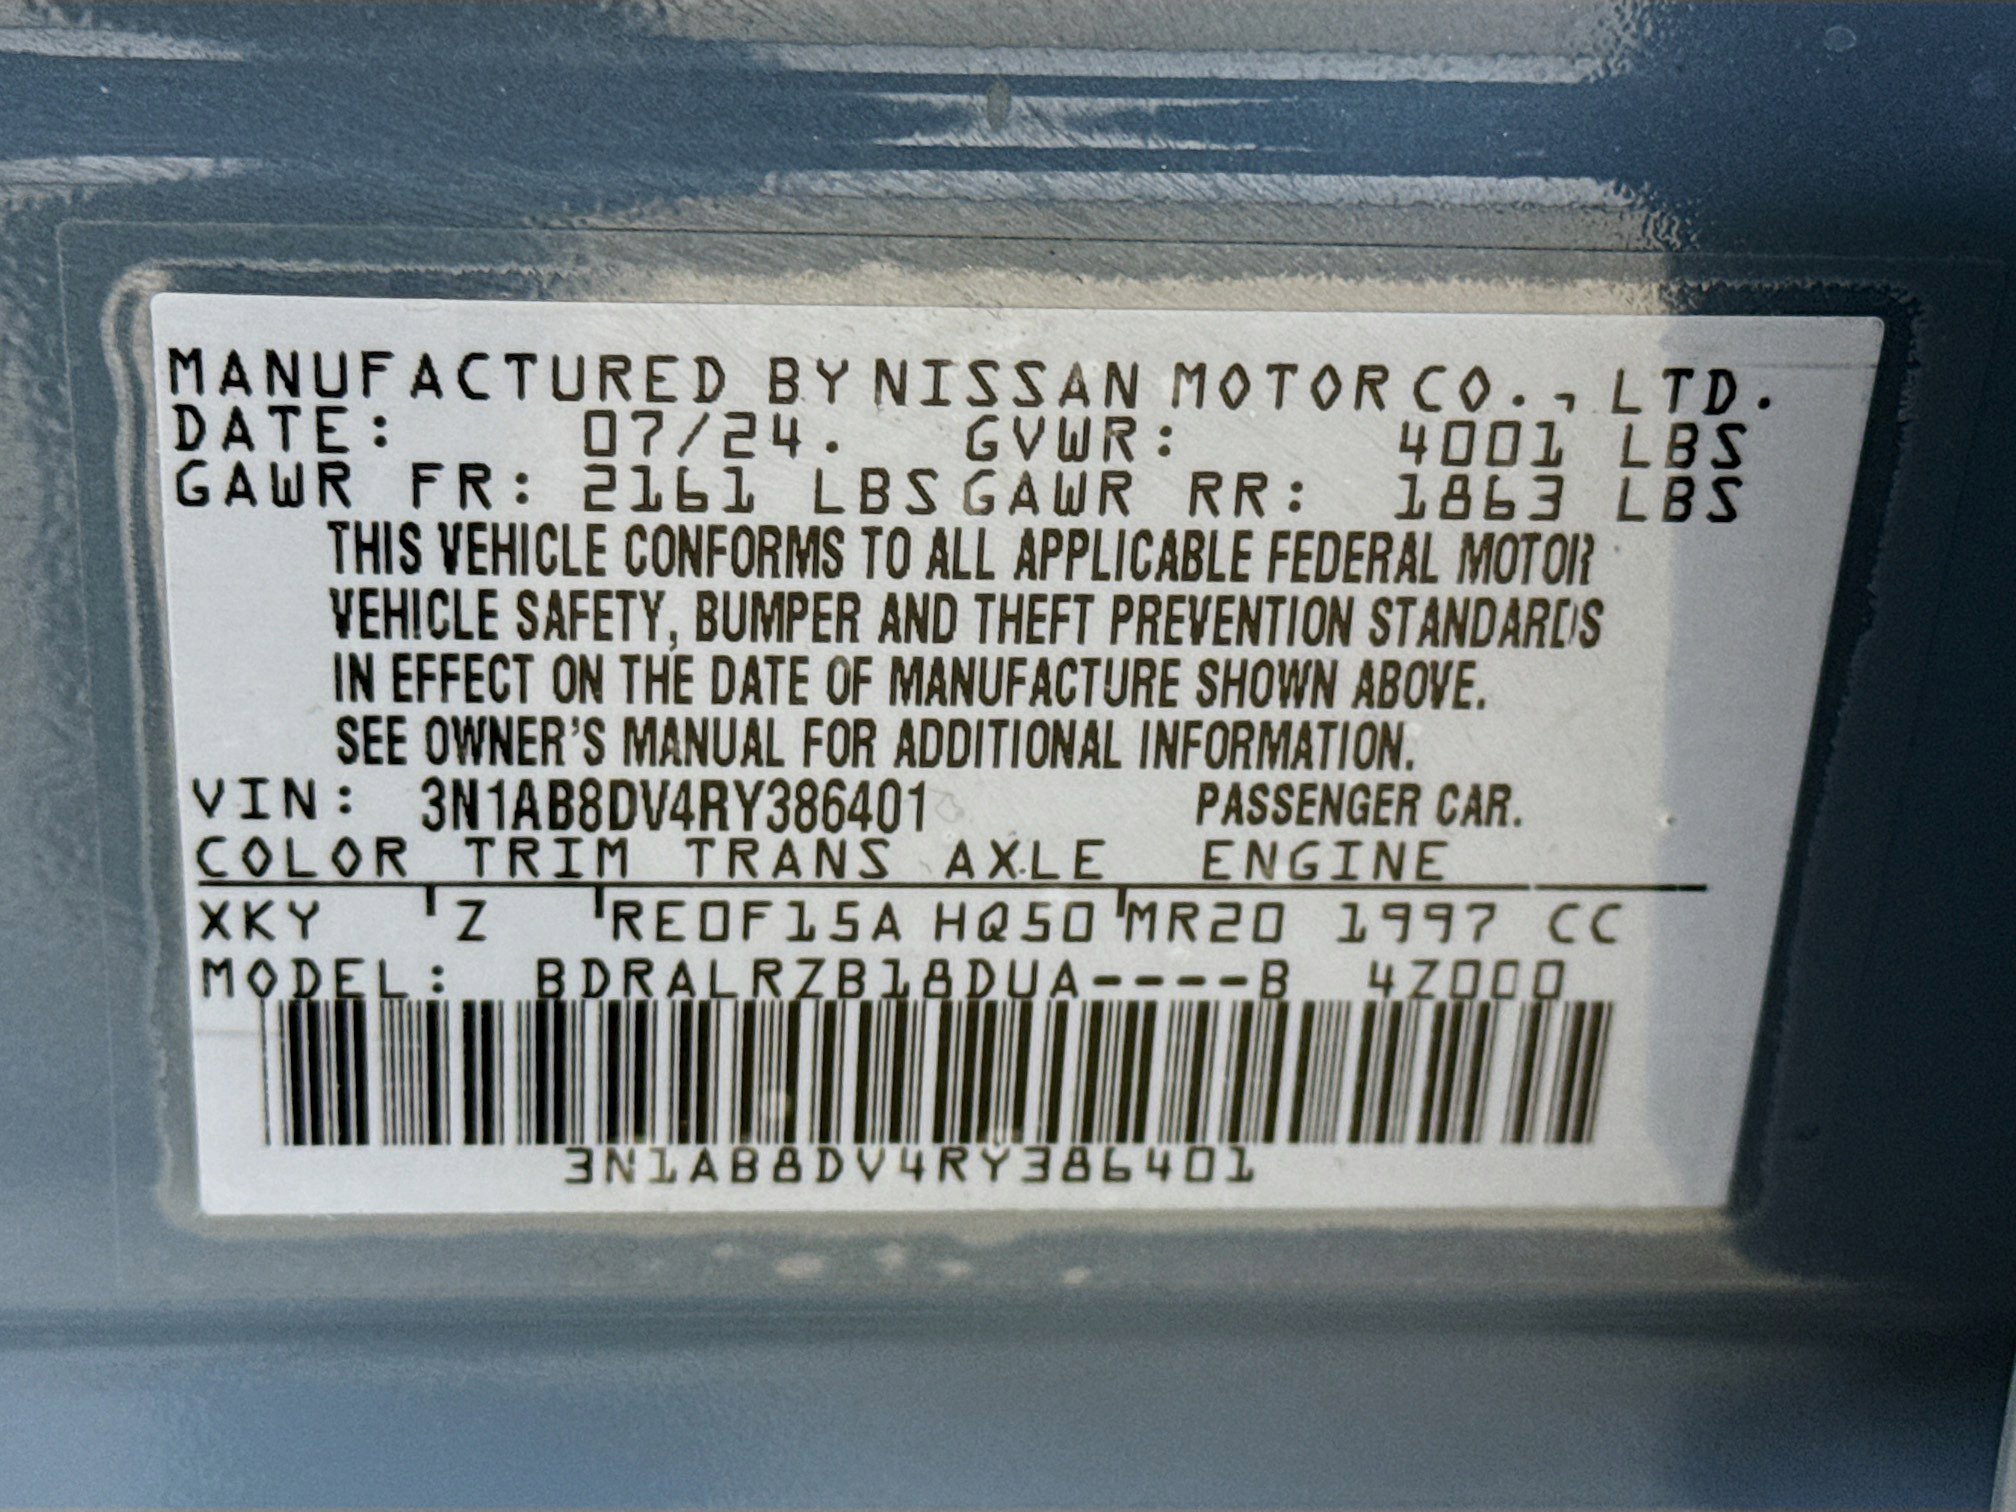 MANUFACTURED BY NISSAN MOTOR CO., LTD.
DATE: 07/24. GVWR: 4001 LBS
GAWR FR: 2161 LBS GAWR RR: 1863 LBS
THIS VEHICLE CONFORMS TO ALL APPLICABLE FEDERAL MOTOR
VEHICLE SAFETY, BUMPER AND THEFT PREVENTION STANDARDS
IN EFFECT ON THE DATE OF MANUFACTURE SHOWN ABOVE.
SEE OWNER'S MANUAL FOR ADDITIONAL INFORMATION.
VIN: 3N1AB8DV4RY386401 PASSENGER CAR.
COLOR TRIM TRANS AXLE ENGINE
XKY Z RE0F15A HQ50 MR20 1997 CC
MODEL: BDRALRZB18DUA----B 4Z000
3N1AB8DV4RY386401